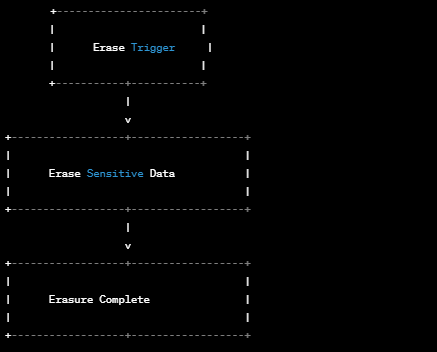 Erase Trigger
Erase Sensitive Data
Erasure Complete